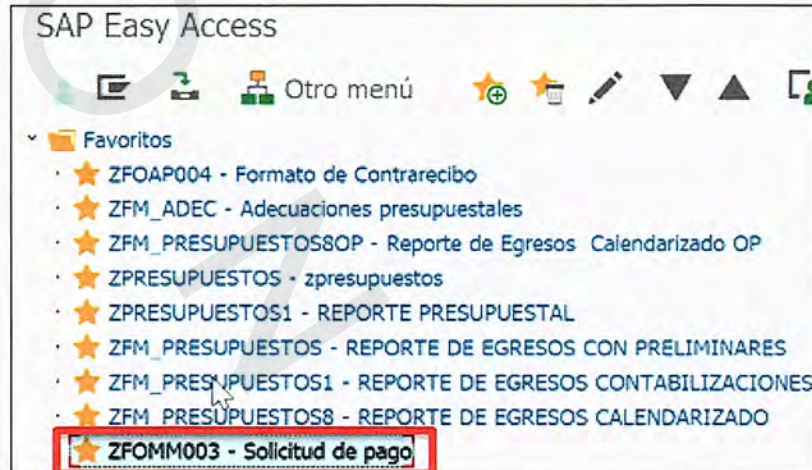 SAP Easy Access
Otro menú
Favoritos
ZFOAP004 - Formato de Contrarecibo
ZFM_ADEC - Adecuaciones presupuestales
ZFM_PRESUPUESTOS8OP - Reporte de Egresos Calendarizado OP
ZPRESUPUESTOS - zpresupuestos
ZPRESUPUESTOS1 - REPORTE PRESUPUESTAL
ZFM_PRESUPUESTOS - REPORTE DE EGRESOS CON PRELIMINARES
ZFM_PRESUPUESTOS1 - REPORTE DE EGRESOS CONTABILIZACIONES
ZFM_PRESUPUESTOS8 - REPORTE DE EGRESOS CALENDARIZADO
ZFOMM003 - Solicitud de pago